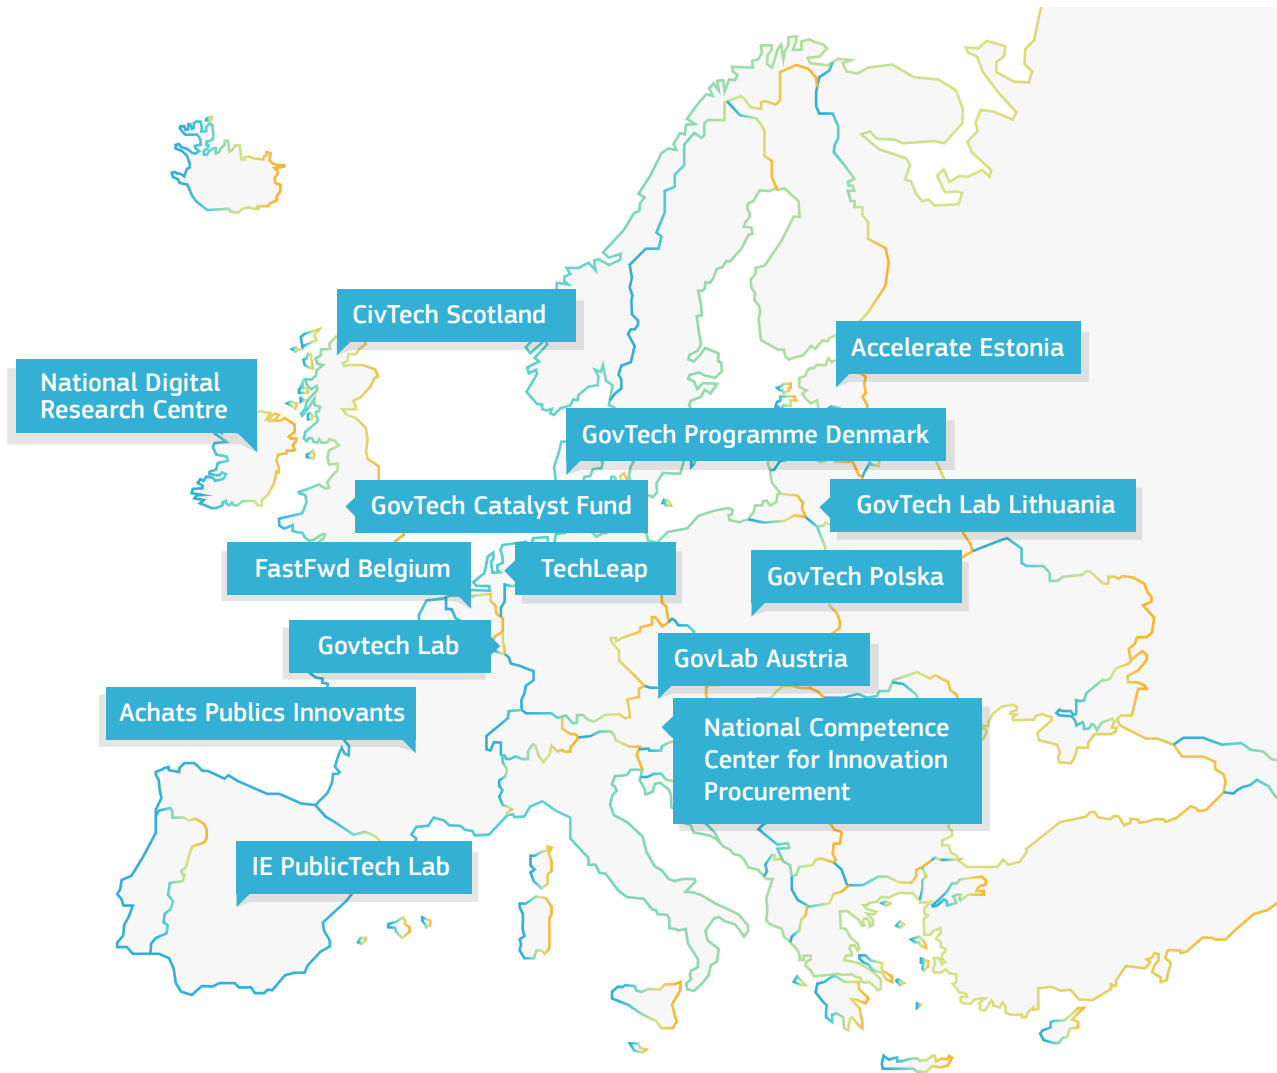 CivTech Scotland
Accelerate Estonia
National Digital
Research Centre
GovTech Programme Denmark
GovTech Catalyst Fund
GovTech Lab Lithuania
FastFwd Belgium
TechLeap
GovTech Polska
Govtech Lab
GovLab Austria
Achats Publics Innovants
National Competence
Center for Innovation
Procurement
IE PublicTech Lab